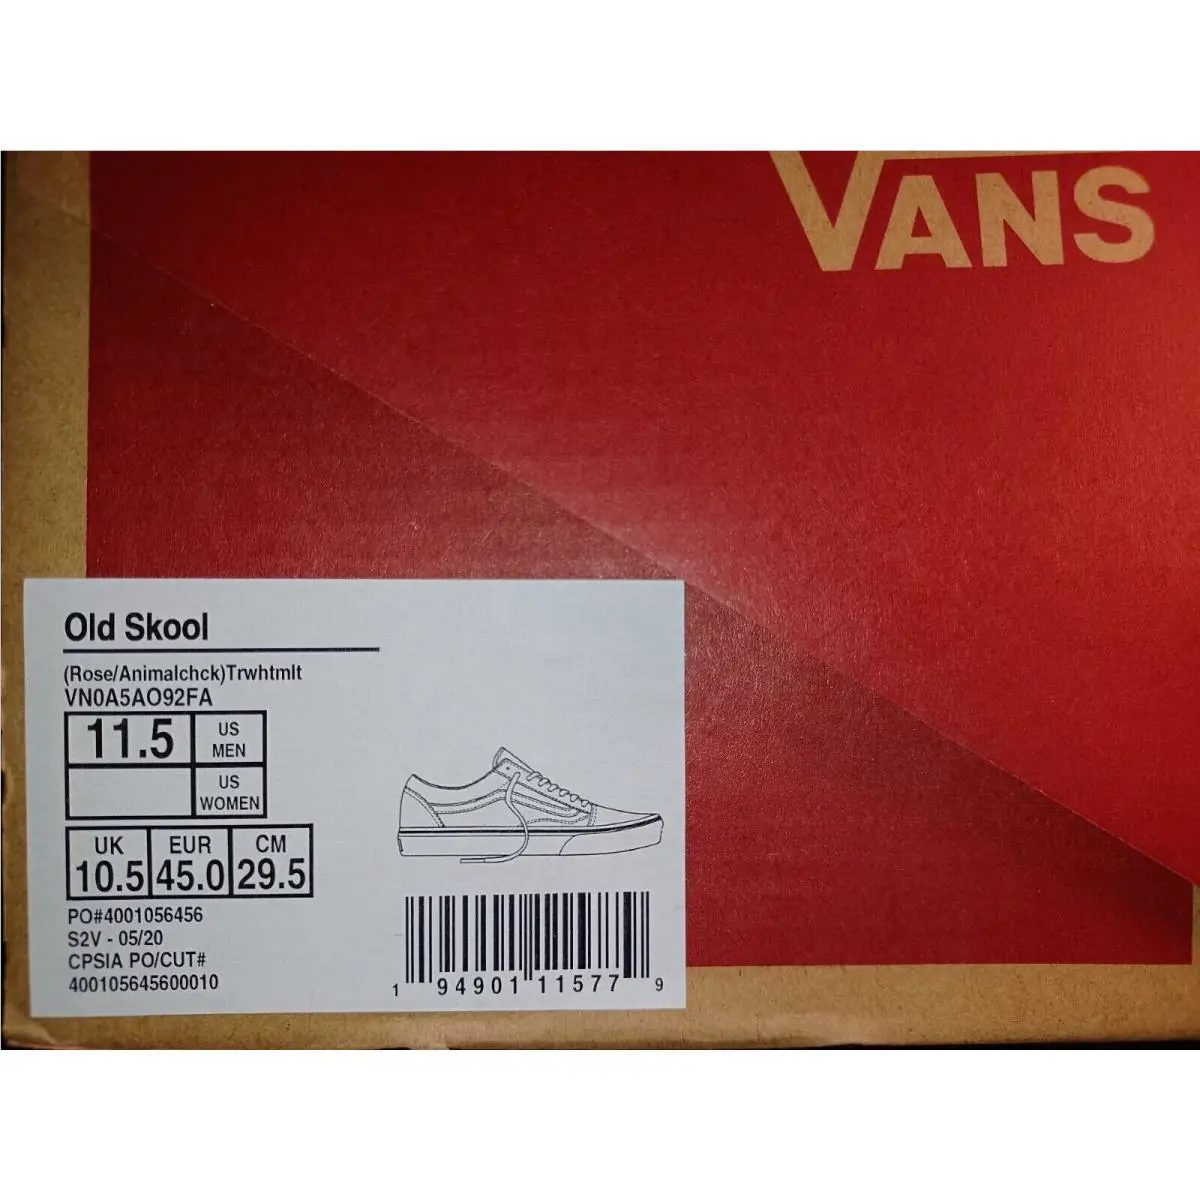 VANS
Old Skool
(Rose/Animalchck)Trwhtmlt
VN0A5AO92FA
11.5 US MEN
US WOMEN
UK EUR CM
10.5 45.0 29.5
PO#4001056456
S2V - 05/20
CPSIA PO/CUT#
400105645600010
1 94901 11577 9